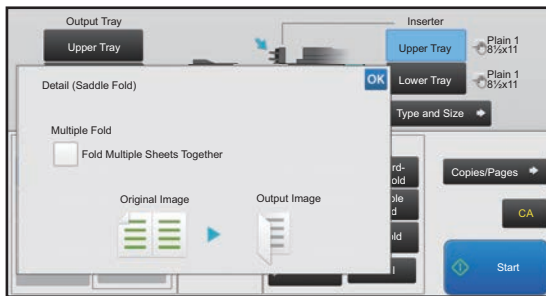 Output Tray
Inserter
Upper Tray
Upper Tray
Plain 1
8½x11
Detail (Saddle Fold)
OK
Lower Tray
Plain 1
8½x11
Type and Size
Multiple Fold
Fold Multiple Sheets Together
Copies/Pages
Original Image
Output Image
CA
Start